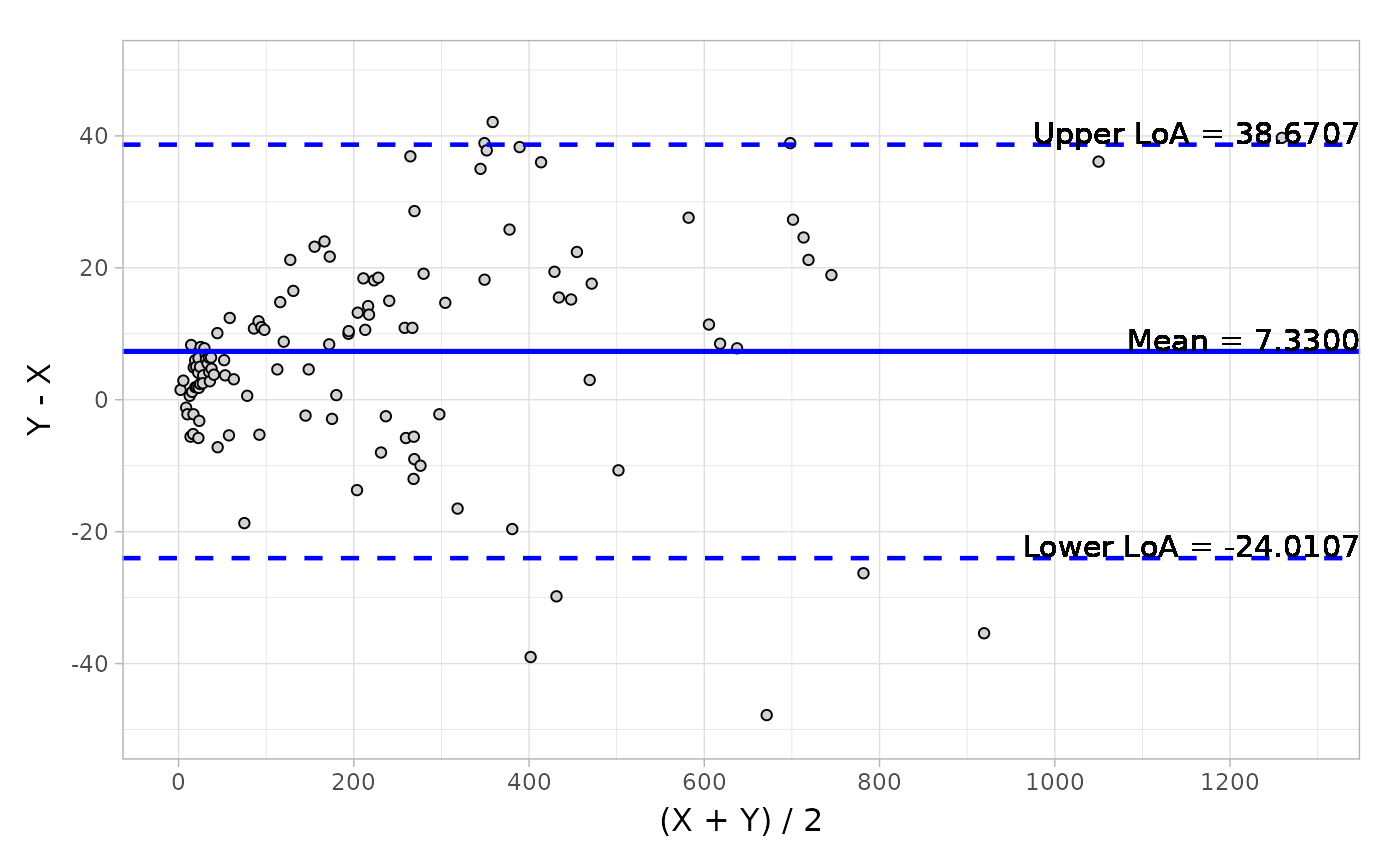 40
20
0
-20
-40
Y - X
Upper LoA = 38.6707
Mean = 7.3300
Lower LoA = -24.0107
0 200 400 600 800 1000 1200
(X + Y) / 2